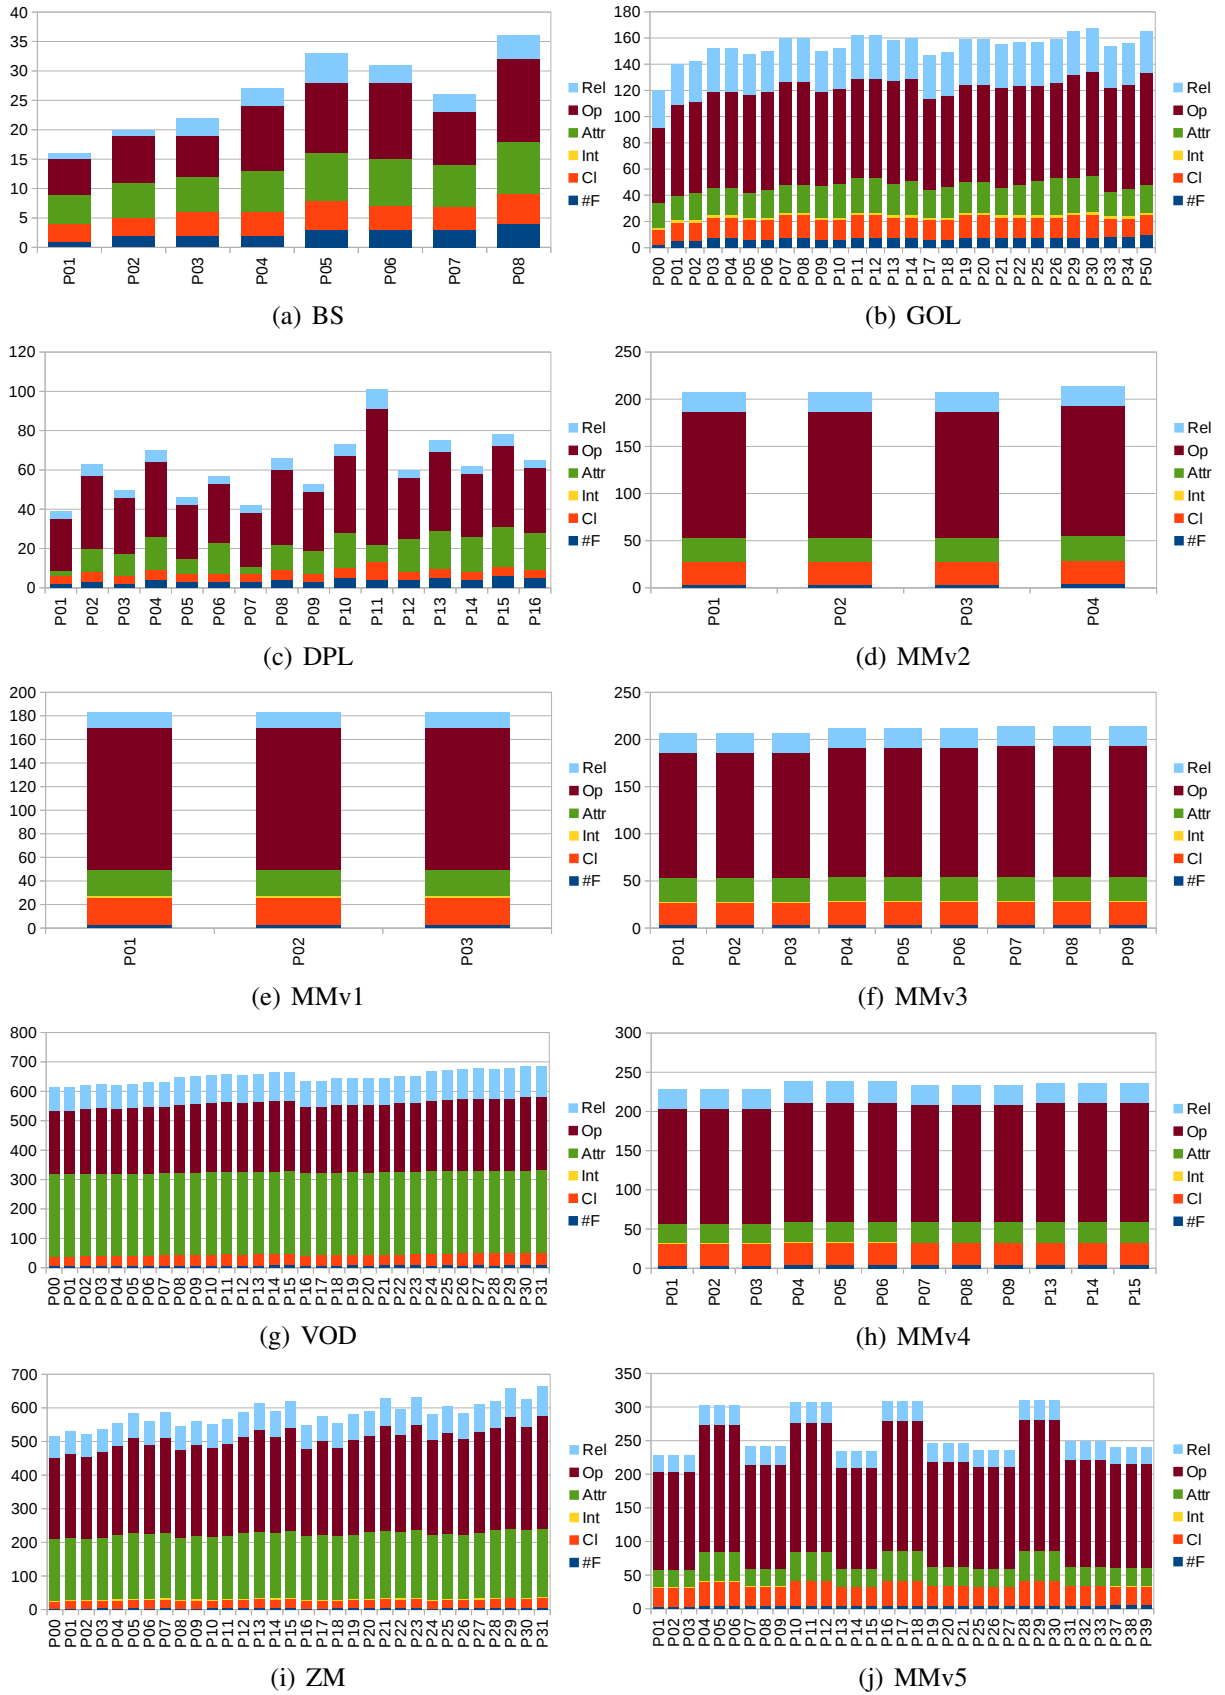 40
35
30
25
20
15
10
5
0
P01 P02 P03 P04 P05 P06 P07 P08
Rel
Op
Attr
Int
Cl
#F
(a) BS
180
160
140
120
100
80
60
40
20
0
P00 P01 P02 P03 P04 P05 P06 P07 P08 P09 P10 P11 P12 P13 P14 P17 P18 P19 P20 P21 P22 P25 P26 P29 P30 P33 P34 P50
Rel
Op
Attr
Int
Cl
#F
(b) GOL
120
100
80
60
40
20
0
P01 P02 P03 P04 P05 P06 P07 P08 P09 P10 P11 P12 P13 P14 P15 P16
Rel
Op
Attr
Int
Cl
#F
(c) DPL
250
200
150
100
50
0
P01 P02 P03 P04
Rel
Op
Attr
Int
Cl
#F
(d) MMv2
200
180
160
140
120
100
80
60
40
20
0
P01 P02 P03
Rel
Op
Attr
Int
Cl
#F
(e) MMv1
250
200
150
100
50
0
P01 P02 P03 P04 P05 P06 P07 P08 P09
Rel
Op
Attr
Int
Cl
#F
(f) MMv3
800
700
600
500
400
300
200
100
0
P00 P01 P02 P03 P04 P05 P06 P07 P08 P09 P10 P11 P12 P13 P14 P15 P16 P17 P18 P19 P20 P21 P22 P23 P24 P25 P26 P27 P28 P29 P30 P31
Rel
Op
Attr
Int
Cl
#F
(g) VOD
300
250
200
150
100
50
0
P01 P02 P03 P04 P05 P06 P07 P08 P09 P13 P14 P15
Rel
Op
Attr
Int
Cl
#F
(h) MMv4
700
600
500
400
300
200
100
0
P00 P01 P02 P03 P04 P05 P06 P07 P08 P09 P10 P11 P12 P13 P14 P15 P16 P17 P18 P19 P20 P21 P22 P23 P24 P25 P26 P27 P28 P29 P30 P31
Rel
Op
Attr
Int
Cl
#F
(i) ZM
350
300
250
200
150
100
50
0
P01 P02 P03 P04 P05 P06 P07 P08 P09 P10 P11 P12 P13 P14 P15 P16 P17 P18 P19 P20 P21 P25 P26 P27 P28 P29 P30 P31 P32 P33 P37 P38 P39
Rel
Op
Attr
Int
Cl
#F
(j) MMv5